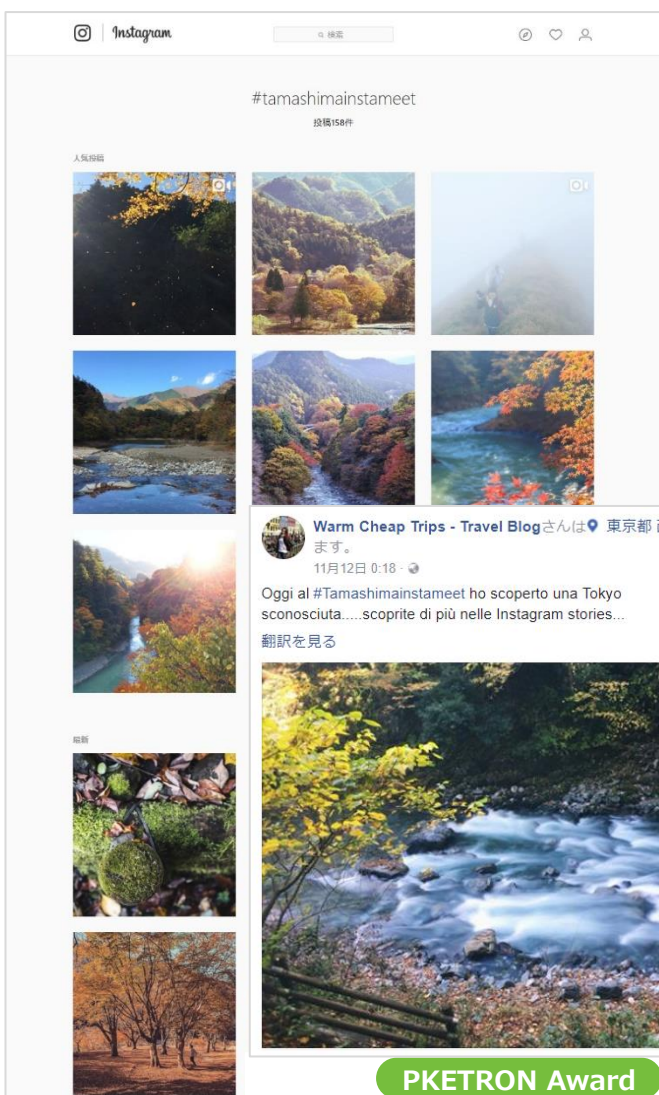 Instagram
検索
#tamashimainstameet
投稿158件
人気投稿
Warm Cheap Trips - Travel Blogさんは 東京都
ます。
11月12日 0:18 ·
Oggi al #Tamashimainstameet ho scoperto una Tokyo
sconosciuta.....scoprite di più nelle Instagram stories...
翻訳を見る
最新
PKETRON Award